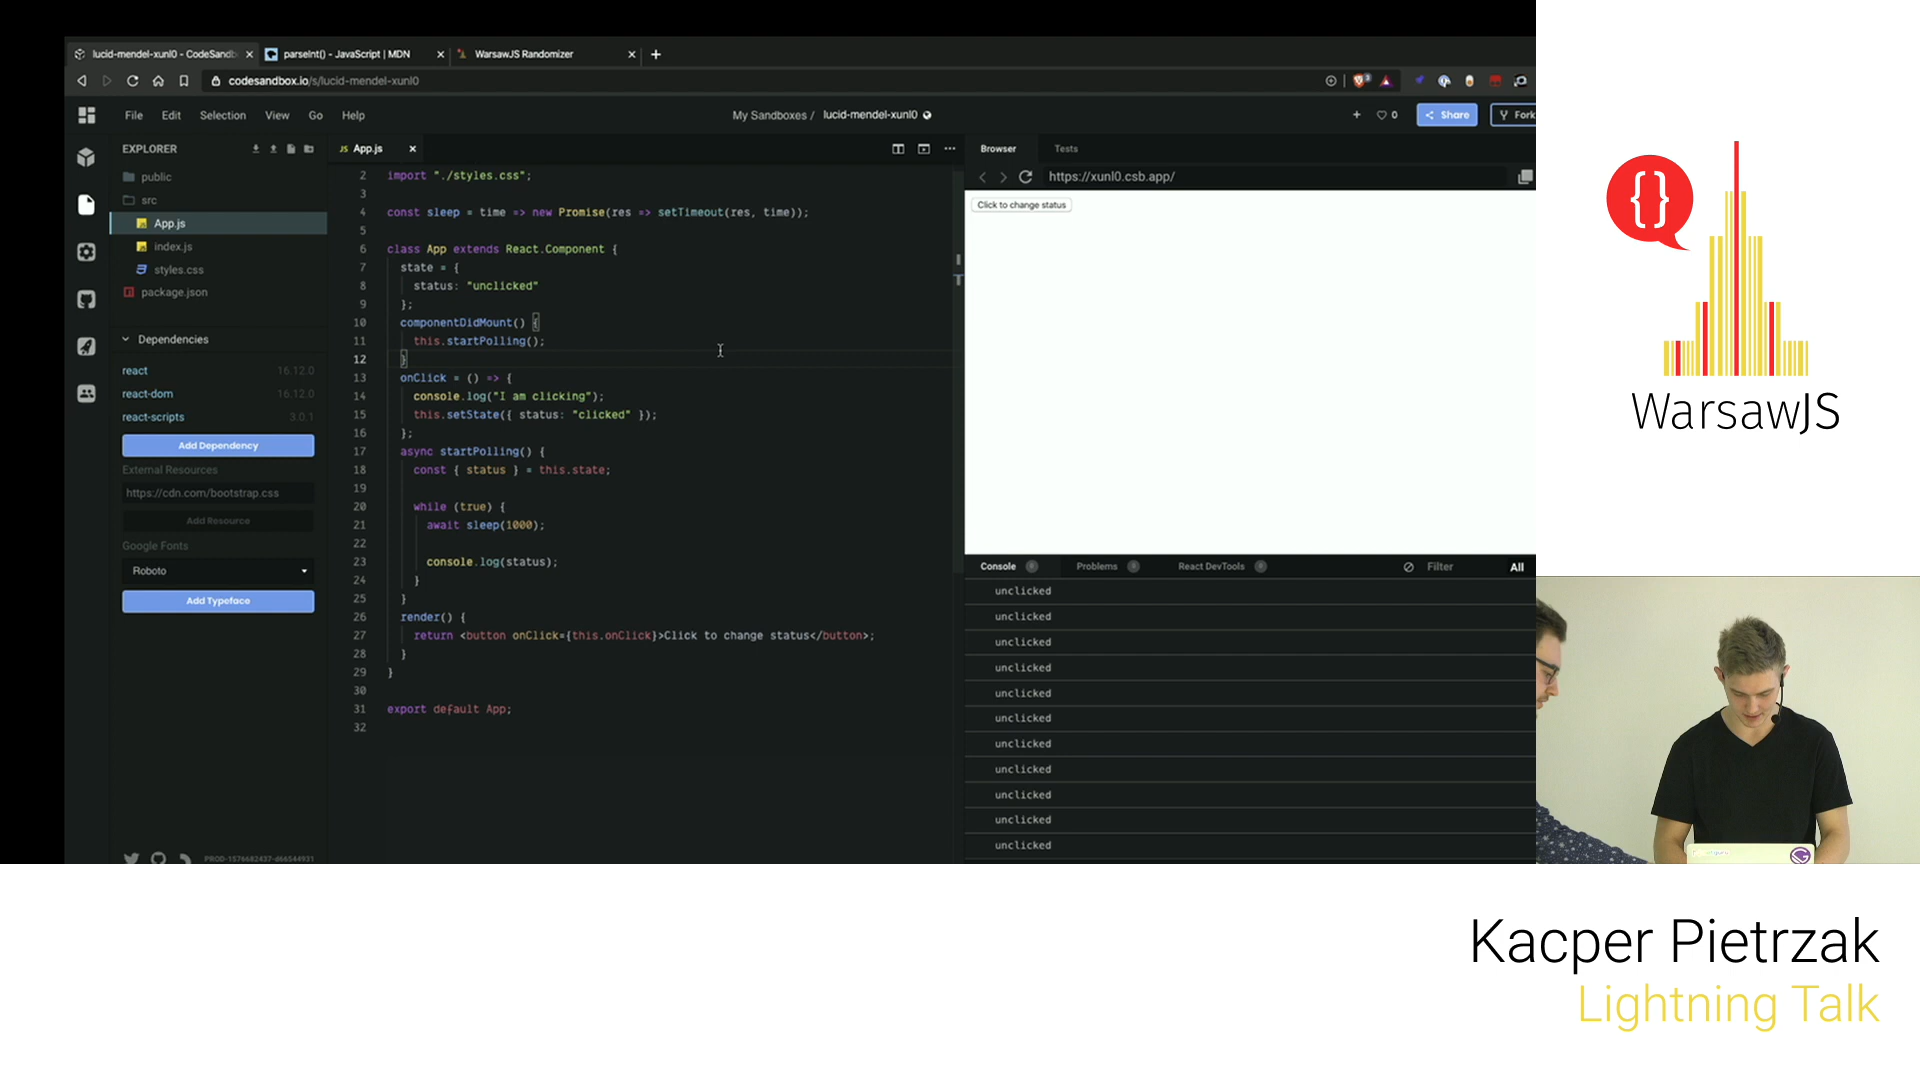 lucid-mendel-xunl0 - CodeSandb
parseInt() - JavaScript | MDN
WarsawJS Randomizer
codesandbox.io/s/lucid-mendel-xunl0
File Edit Selection View Go Help
My Sandboxes / lucid-mendel-xunl0
0
Share
Fork
EXPLORER
public
src
App.js
index.js
styles.css
package.json
Dependencies
react 16.12.0
react-dom 16.12.0
react-scripts 3.0.1
Add Dependency
External Resources
https://cdn.com/bootstrap.css
Add Resource
Google Fonts
Roboto
Add Typeface
PROD-1576682437-d66544931
JS App.js
2 import "./styles.css";
3
4 const sleep = time => new Promise(res => setTimeout(res, time));
5
6 class App extends React.Component {
7 state = {
8 status: "unclicked"
9 };
10 componentDidMount() {
11 this.startPolling();
12 }
13 onClick = () => {
14 console.log("I am clicking");
15 this.setState({ status: "clicked" });
16 };
17 async startPolling() {
18 const { status } = this.state;
19
20 while (true) {
21 await sleep(1000);
22
23 console.log(status);
24 }
25 }
26 render() {
27 return <button onClick={this.onClick}>Click to change status</button>;
28 }
29 }
30
31 export default App;
32
Browser Tests
https://xunl0.csb.app/
Click to change status
Console Problems React DevTools Filter All
unclicked
unclicked
unclicked
unclicked
unclicked
unclicked
unclicked
unclicked
unclicked
unclicked
unclicked
{}
WarsawJS
Kacper Pietrzak
Lightning Talk